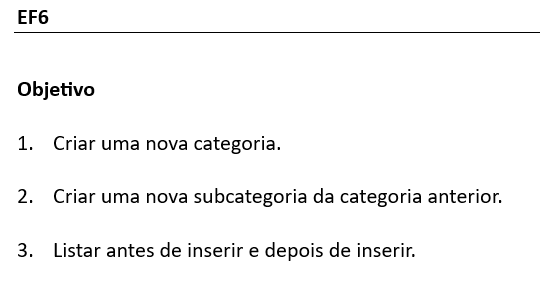 EF6
Objetivo
1. Criar uma nova categoria.
2. Criar uma nova subcategoria da categoria anterior.
3. Listar antes de inserir e depois de inserir.